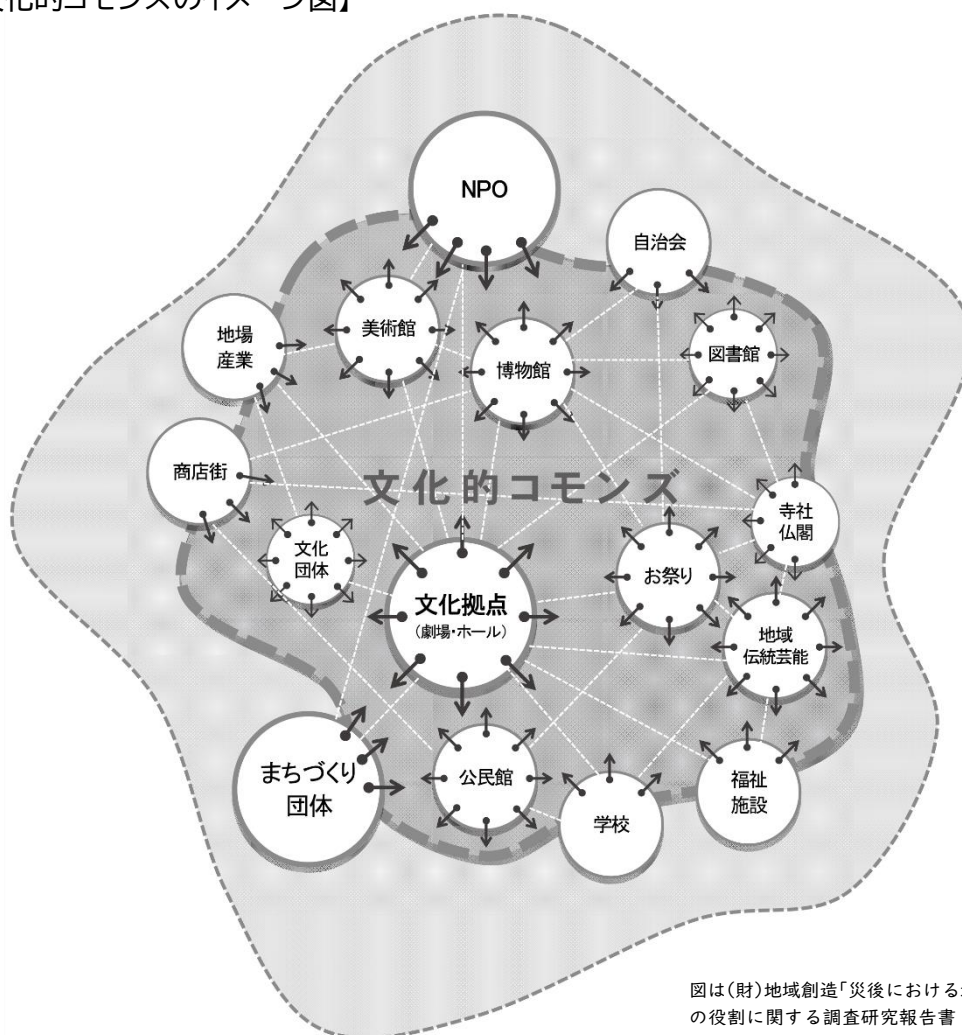 化的コモンズのイメージ図】
NPO
自治会
地場
産業
美術館
博物館
図書館
商店街
文化的コモンズ
寺社
仏閣
文化
団体
お祭り
文化拠点
(劇場・ホール)
地域
伝統芸能
まちづくり
団体
公民館
学校
福祉
施設
図は(財)地域創造「災後における
の役割に関する調査研究報告書